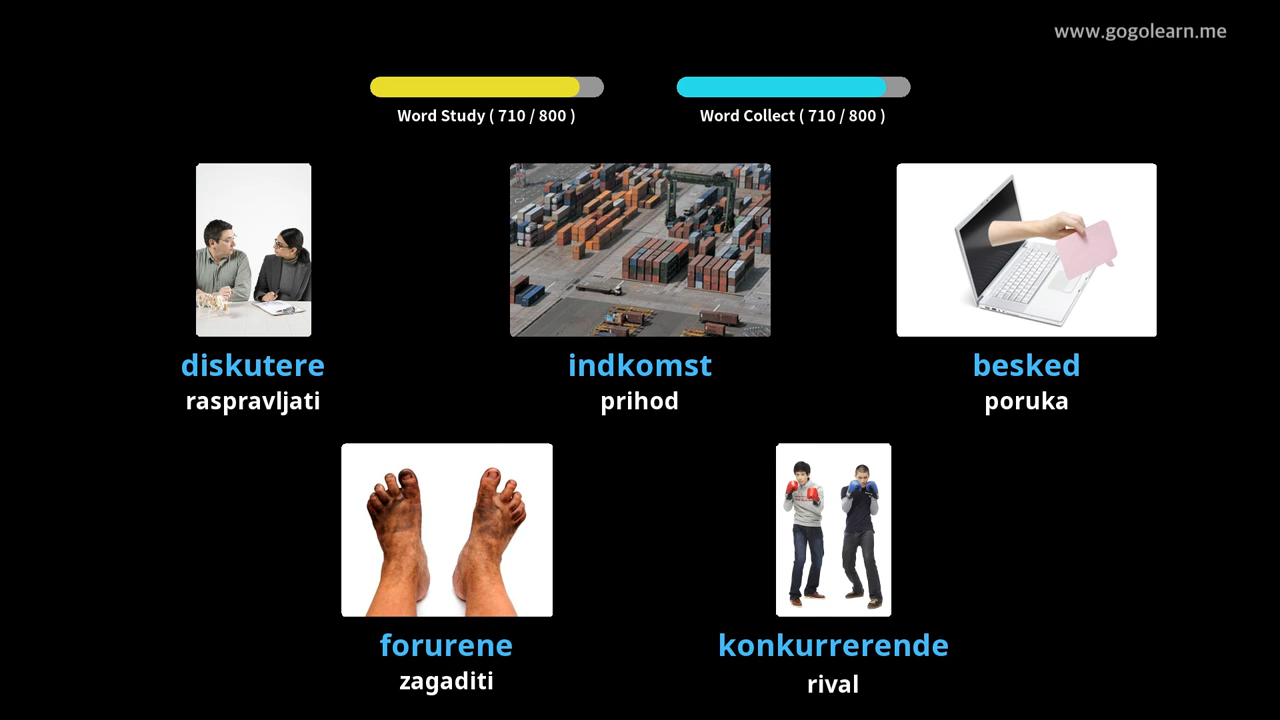 www.gogolearn.me
Word Study ( 710 / 800 )
Word Collect ( 710 / 800 )
diskutere
raspravljati
indkomst
prihod
besked
poruka
forurene
zagaditi
konkurrerende
rival